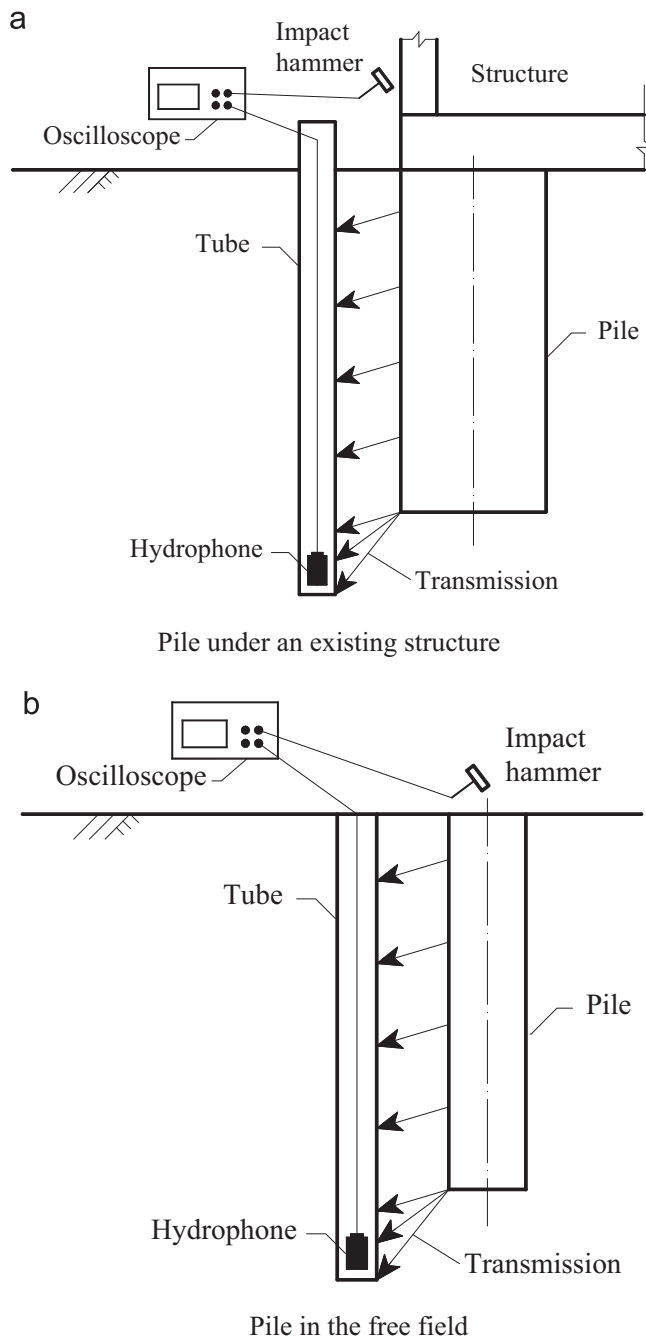 a
Impact
hammer
Structure
Oscilloscope
Tube
Pile
Hydrophone
Transmission
Pile under an existing structure
b
Impact
hammer
Oscilloscope
Tube
Pile
Hydrophone
Transmission
Pile in the free field